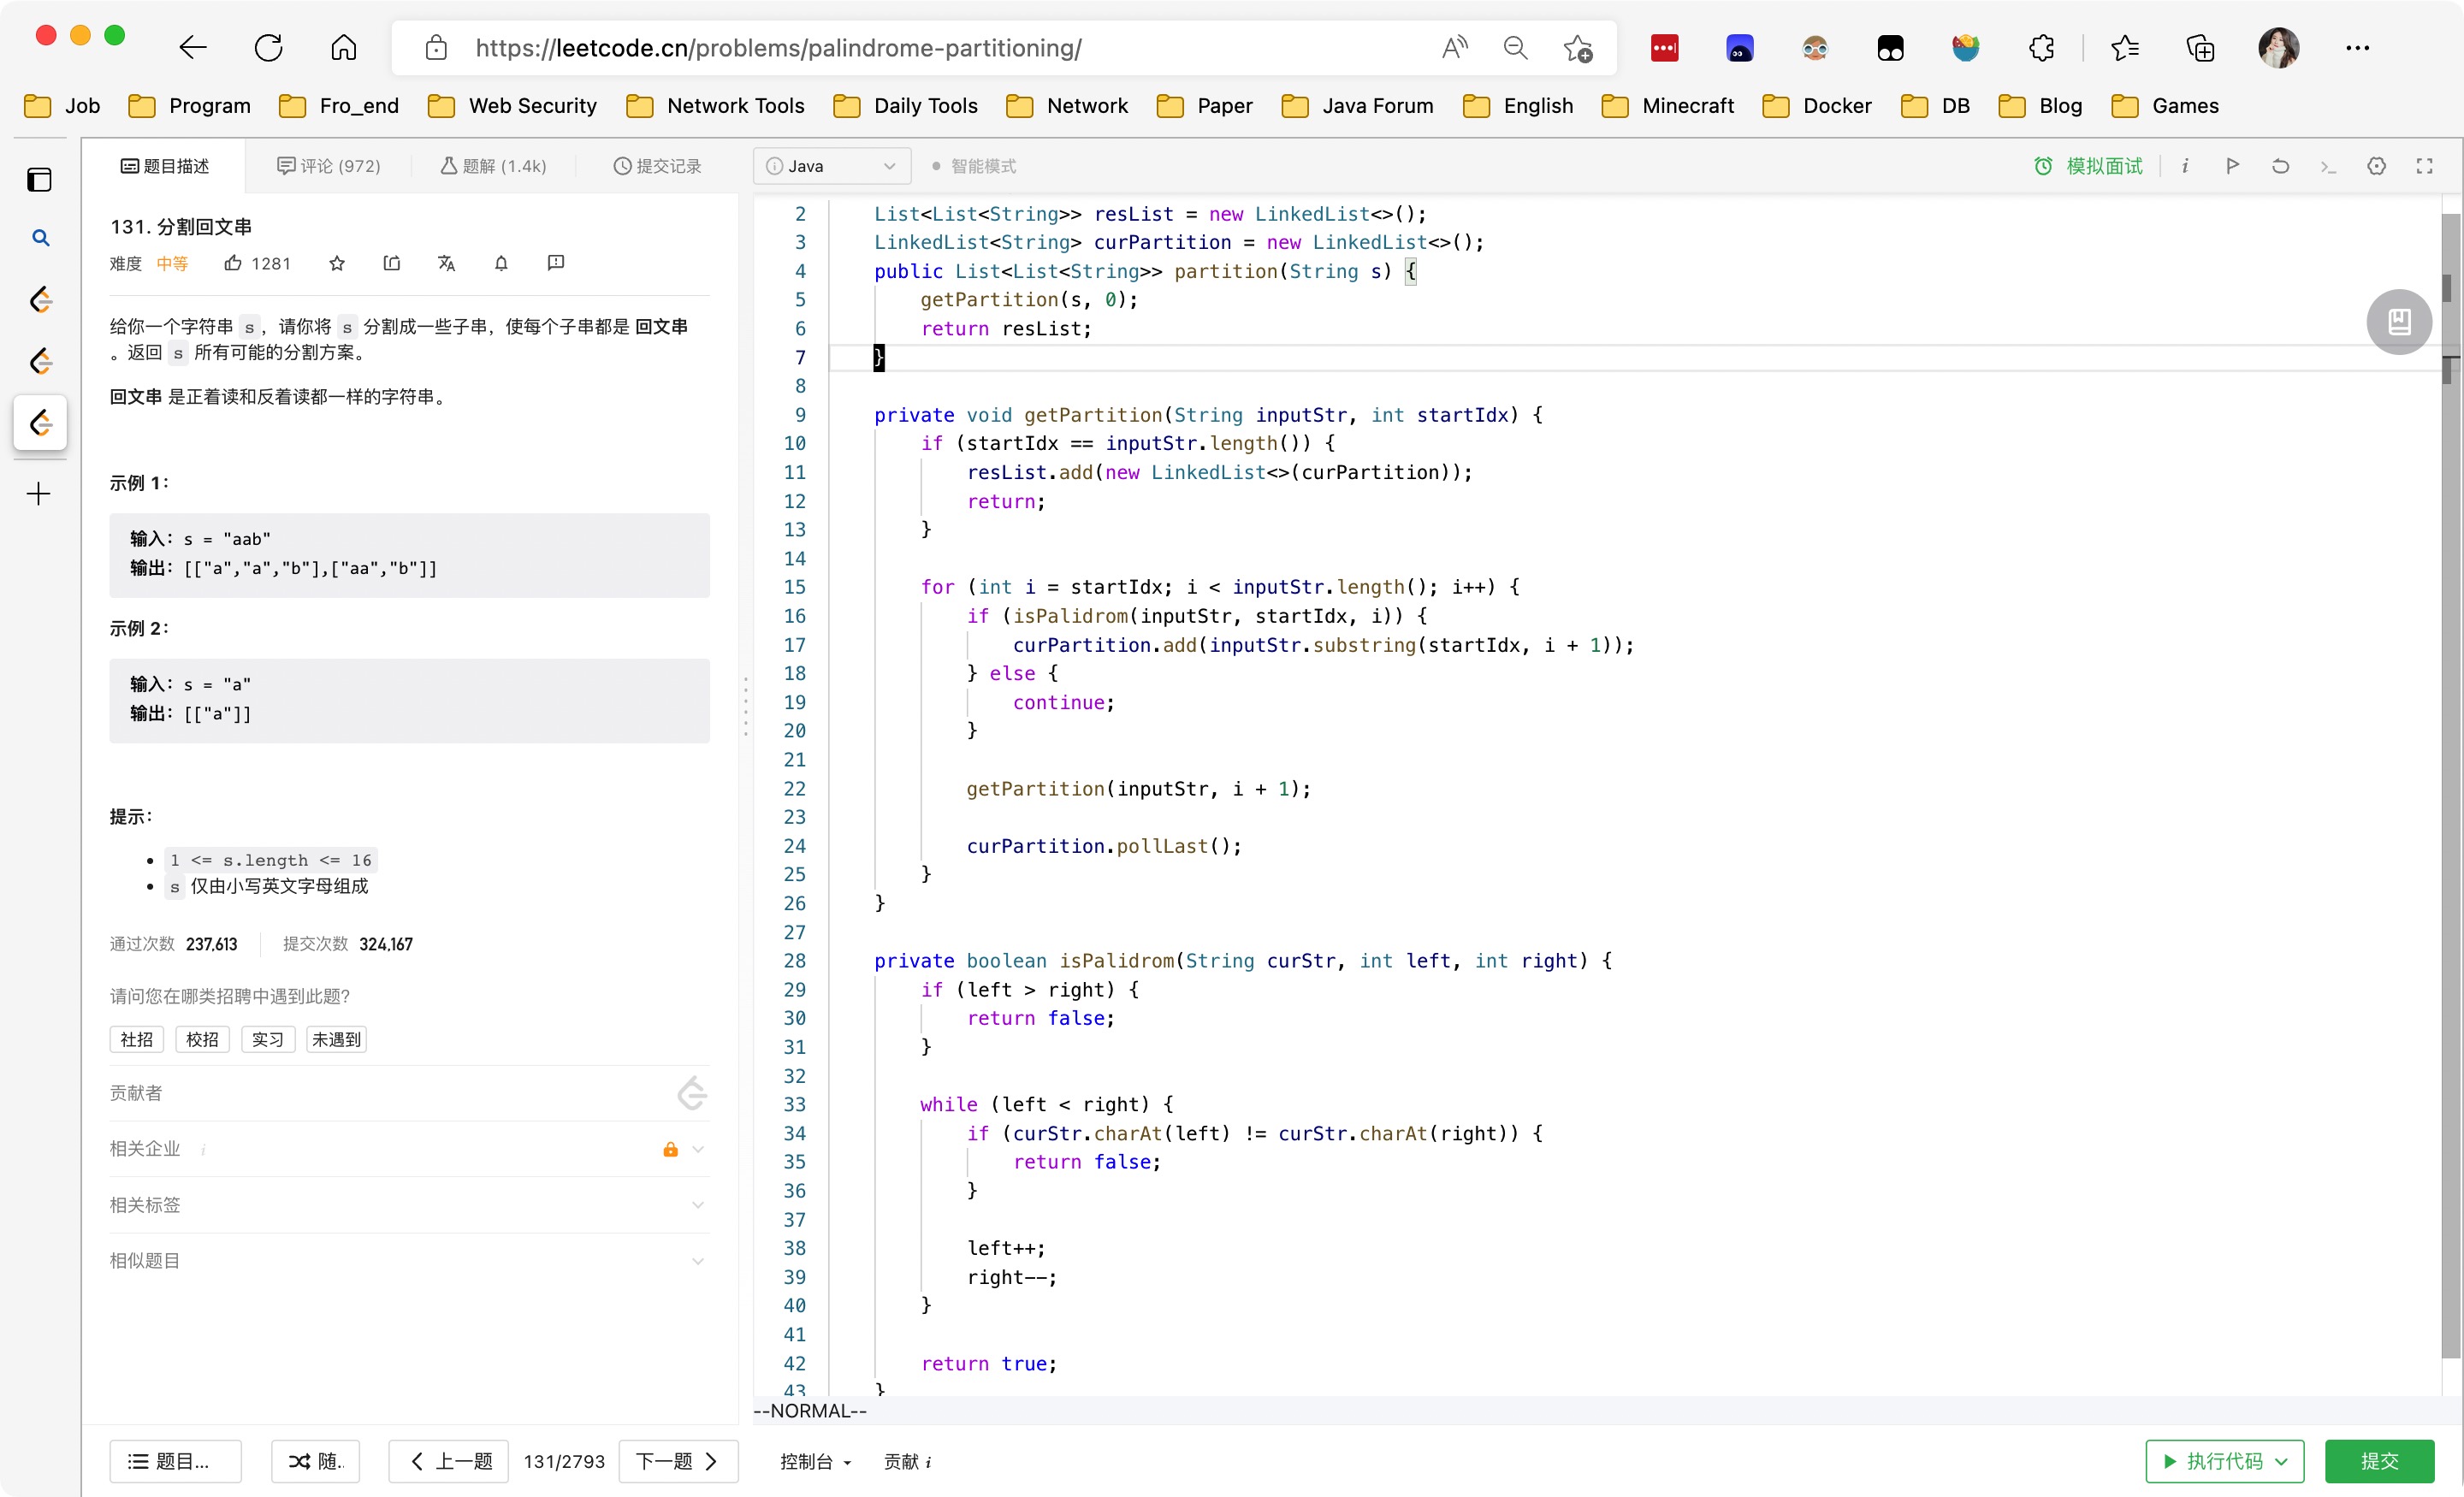 https://leetcode.cn/problems/palindrome-partitioning/
Job Program Fro_end Web Security Network Tools Daily Tools Network Paper Java Forum English Minecraft Docker DB Blog Games
题目描述 评论 (972) 题解 (1.4k) 提交记录
Java 智能模式 模拟面试
131. 分割回文串
难度 中等 1281
给你一个字符串 s，请你将 s 分割成一些子串，使每个子串都是 回文串
。返回 s 所有可能的分割方案。
回文串 是正着读和反着读都一样的字符串。
示例 1：
输入：s = "aab"
输出：[["a","a","b"],["aa","b"]]
示例 2：
输入：s = "a"
输出：[["a"]]
提示：
1 <= s.length <= 16
s 仅由小写英文字母组成
通过次数 237,613 提交次数 324,167
请问您在哪类招聘中遇到此题?
社招 校招 实习 未遇到
贡献者
相关企业 i
相关标签
相似题目
2 List<List<String>> resList = new LinkedList<>();
3 LinkedList<String> curPartition = new LinkedList<>();
4 public List<List<String>> partition(String s) {
5 getPartition(s, 0);
6 return resList;
7 }
8
9 private void getPartition(String inputStr, int startIdx) {
10 if (startIdx == inputStr.length()) {
11 resList.add(new LinkedList<>(curPartition));
12 return;
13 }
14
15 for (int i = startIdx; i < inputStr.length(); i++) {
16 if (isPalidrom(inputStr, startIdx, i)) {
17 curPartition.add(inputStr.substring(startIdx, i + 1));
18 } else {
19 continue;
20 }
21
22 getPartition(inputStr, i + 1);
23
24 curPartition.pollLast();
25 }
26 }
27
28 private boolean isPalidrom(String curStr, int left, int right) {
29 if (left > right) {
30 return false;
31 }
32
33 while (left < right) {
34 if (curStr.charAt(left) != curStr.charAt(right)) {
35 return false;
36 }
37
38 left++;
39 right--;
40 }
41
42 return true;
43 }
--NORMAL--
题目... 随.. 上一题 131/2793 下一题 控制台 贡献 i 执行代码 提交